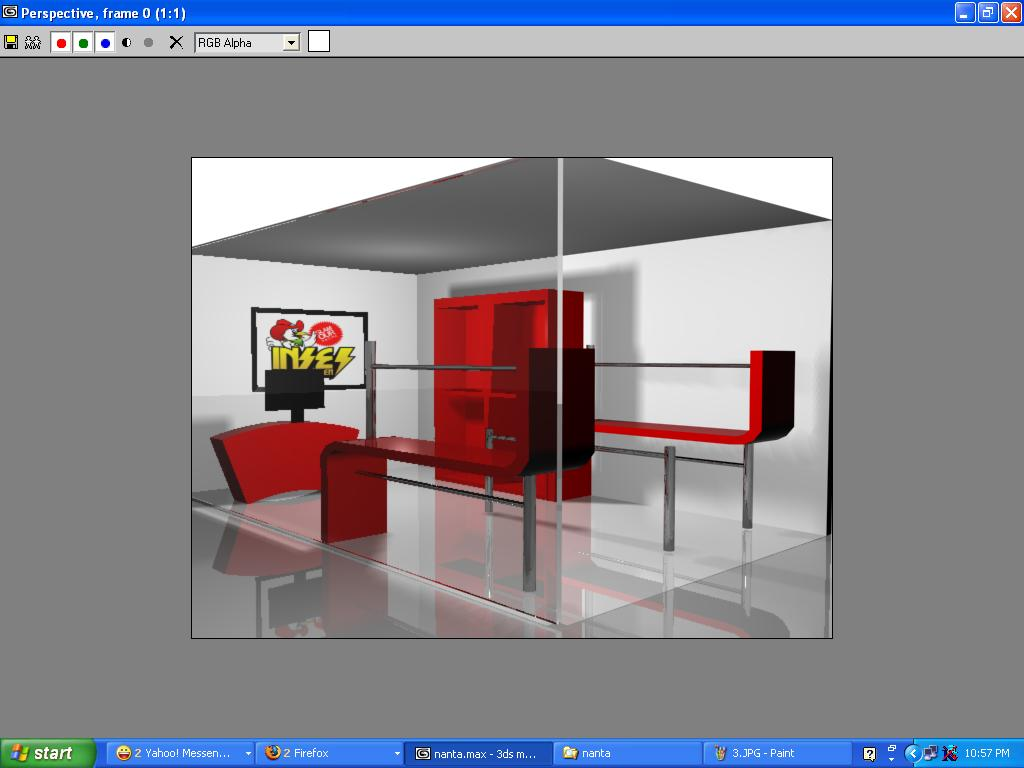 Perspective, frame 0 (1:1)
RGB Alpha
INSES
start
2 Yahoo! Messen...
2 Firefox
nanta.max - 3ds m...
nanta
3.JPG - Paint
10:57 PM